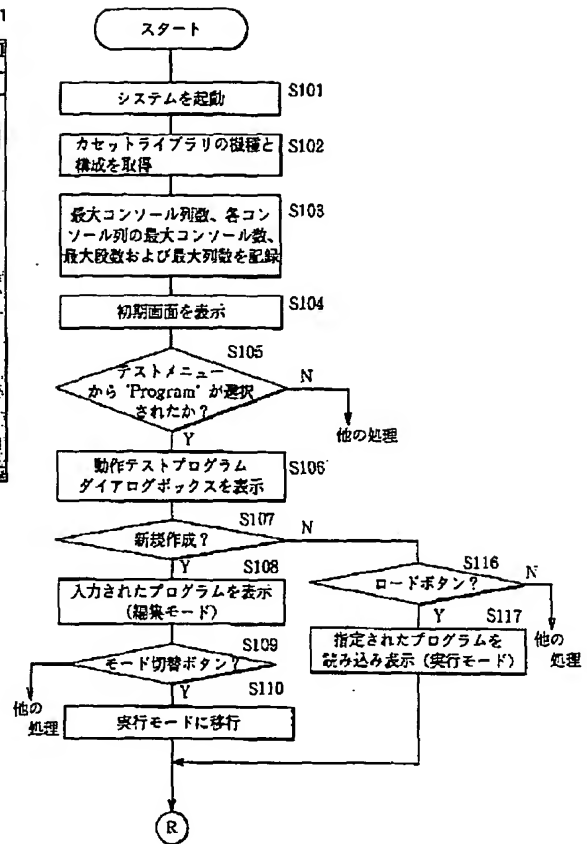 スタート
システムを起動
S101
カセットライブラリの機種と
構成を取得
S102
最大コンソール列数、各コン
ソール列の最大コンソール数、
最大段数および最大列数を記録
S103
初期画面を表示
S104
S105
テストメニュー
から"Program"が選択
されたか？
N
他の処理
Y
動作テストプログラム
ダイアログボックスを表示
S106
S107
新規作成？
N
Y
S108
入力されたプログラムを表示
（編集モード）
S116
ロードボタン？
N
他の
処理
Y
S117
指定されたプログラムを
読み込み表示（実行モード）
S109
モード切替ボタン？
他の
処理
Y
S110
実行モードに移行
R